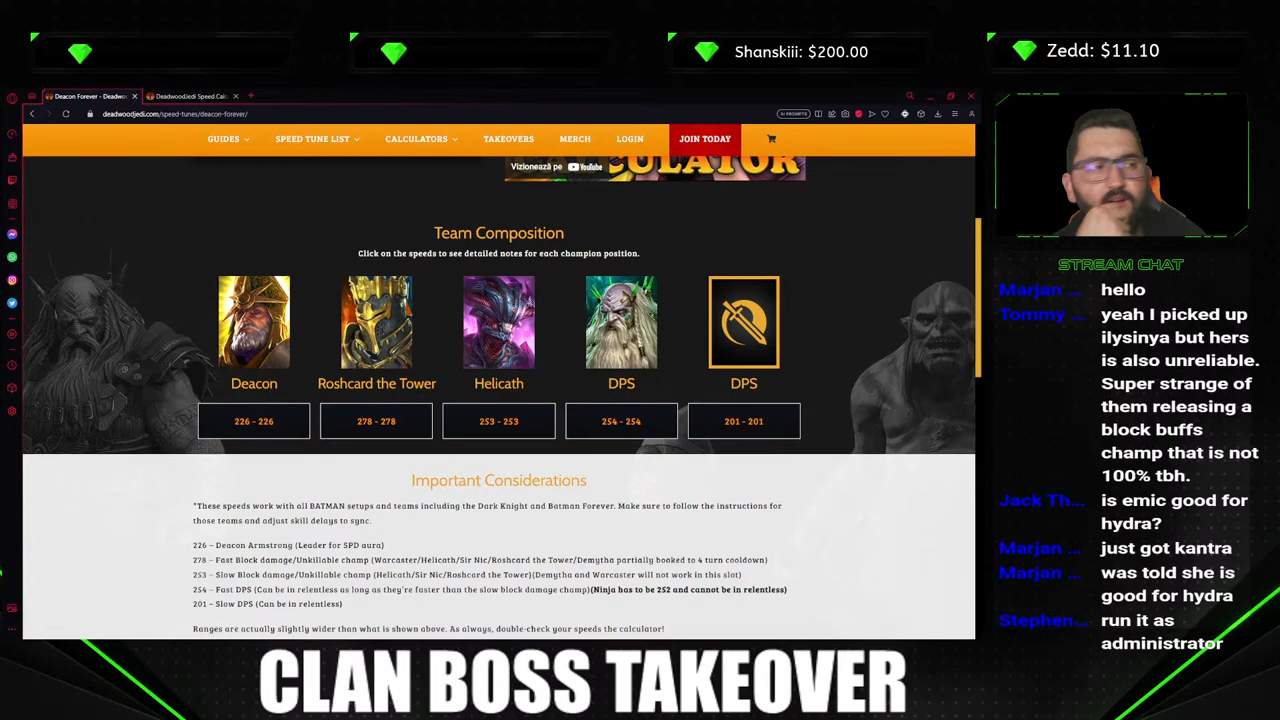 Shanskiii: $200.00
Zedd: $11.10
Deacon Forever - Deadwo
DeadwoodJedi Speed Calc
deadwoodjedi.com/speed-tunes/deacon-forever/
AI PROMPTS
GUIDES
SPEED TUNE LIST
CALCULATORS
TAKEOVERS
MERCH
LOGIN
JOIN TODAY
Vizionează pe YouTube
Team Composition
Click on the speeds to see detailed notes for each champion position.
Deacon
Roshcard the Tower
Helicath
DPS
DPS
226 - 226
278 - 278
253 - 253
254 - 254
201 - 201
Important Considerations
*These speeds work with all BATMAN setups and teams including the Dark Knight and Batman Forever. Make sure to follow the instructions for
those teams and adjust skill delays to sync.
226 – Deacon Armstrong (Leader for SPD aura)
278 – Fast Block damage/Unkillable champ (Warcaster/Helicath/Sir Nic/Roshcard the Tower/Demytha partially booked to 4 turn cooldown)
253 – Slow Block damage/Unkillable champ (Helicath/Sir Nic/Roshcard the Tower)(Demytha and Warcaster will not work in this slot)
254 – Fast DPS (Can be in relentless as long as they're faster than the slow block damage champ)(Ninja has to be 252 and cannot be in relentless)
201 – Slow DPS (Can be in relentless)
Ranges are actually slightly wider than what is shown above. As always, double-check your speeds the calculator!
STREAM CHAT
Marjan ... hello
Tommy ... yeah I picked up
ilysinya but hers
is also unreliable.
Super strange of
them releasing a
block buffs
champ that is not
100% tbh.
Jack Th... is emic good for
hydra?
Marjan ... just got kantra
Marjan ... was told she is
good for hydra
Stephen... run it as
administrator
CLAN BOSS TAKEOVER